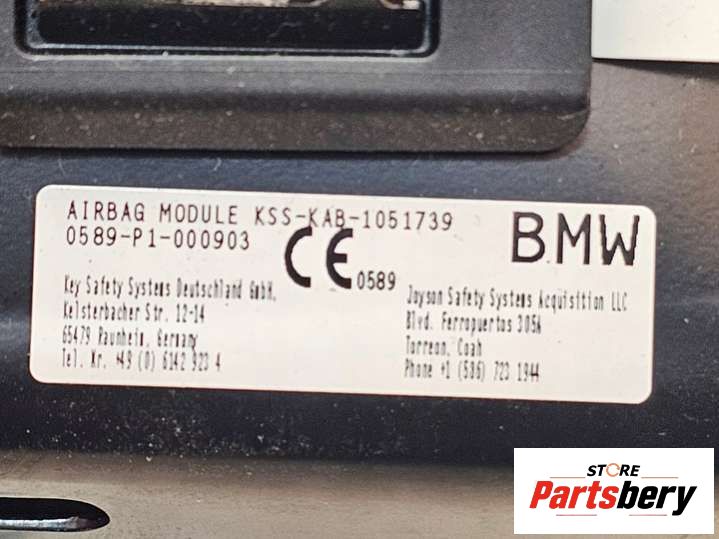 AIRBAG MODULE KSS-KAB-1051739
0589-P1-000903
CE 0589
BMW
Key Safety Systems Deutschland GmbH.
Kelsterbacher Str. 12-14
65479 Raunheim, Germany
Tel. Nr. +49 (0) 6142 923 4
Joyson Safety Systems Acquisition LLC
Blvd. Ferropuertos 305A
Torreon, Coah
Phone +1 (586) 723 1944
STORE
Partsbery